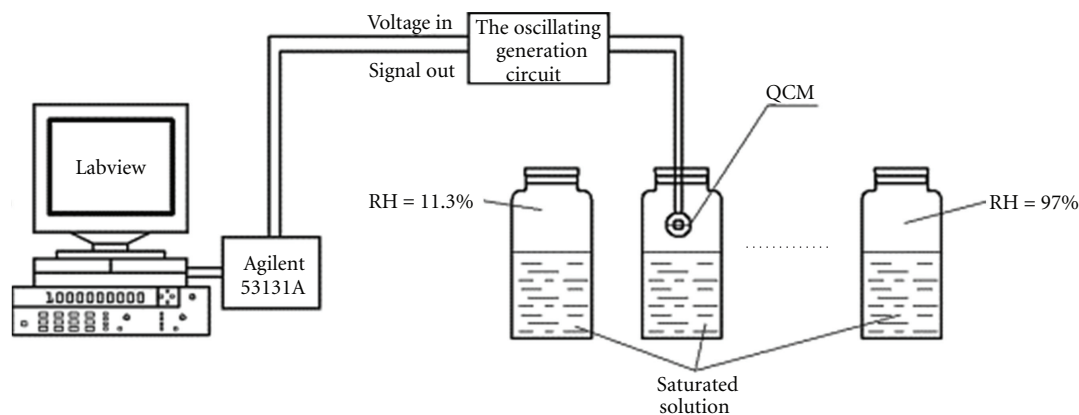 Voltage in
Signal out
The oscillating
generation
circuit
QCM
Labview
RH = 11.3%
RH = 97%
Agilent
53131A
1000000000
Saturated
solution